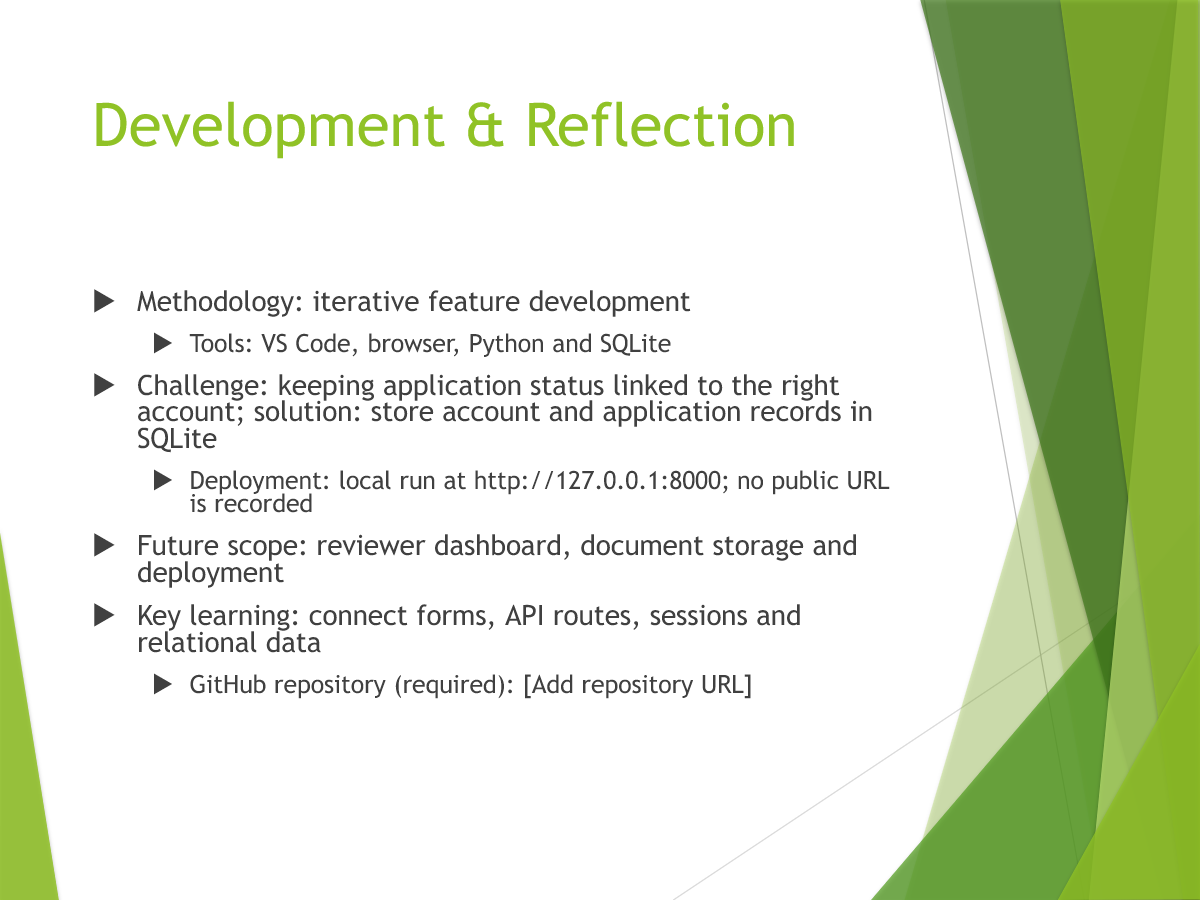 Development & Reflection
Methodology: iterative feature development
Tools: VS Code, browser, Python and SQLite
Challenge: keeping application status linked to the right
account; solution: store account and application records in
SQLite
Deployment: local run at http://127.0.0.1:8000; no public URL
is recorded
Future scope: reviewer dashboard, document storage and
deployment
Key learning: connect forms, API routes, sessions and
relational data
GitHub repository (required): [Add repository URL]